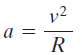 a = v²/R